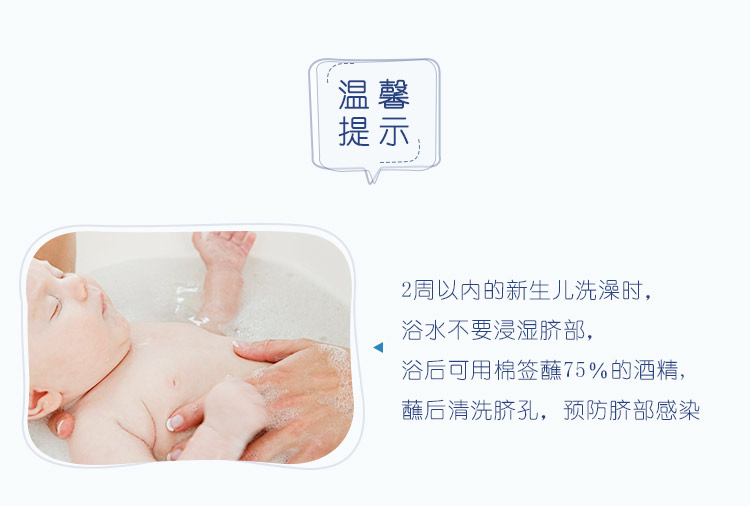 温馨
提示
2周以内的新生儿洗澡时，
浴水不要浸湿脐部，
浴后可用棉签蘸75%的酒精，
蘸后清洗脐孔，预防脐部感染